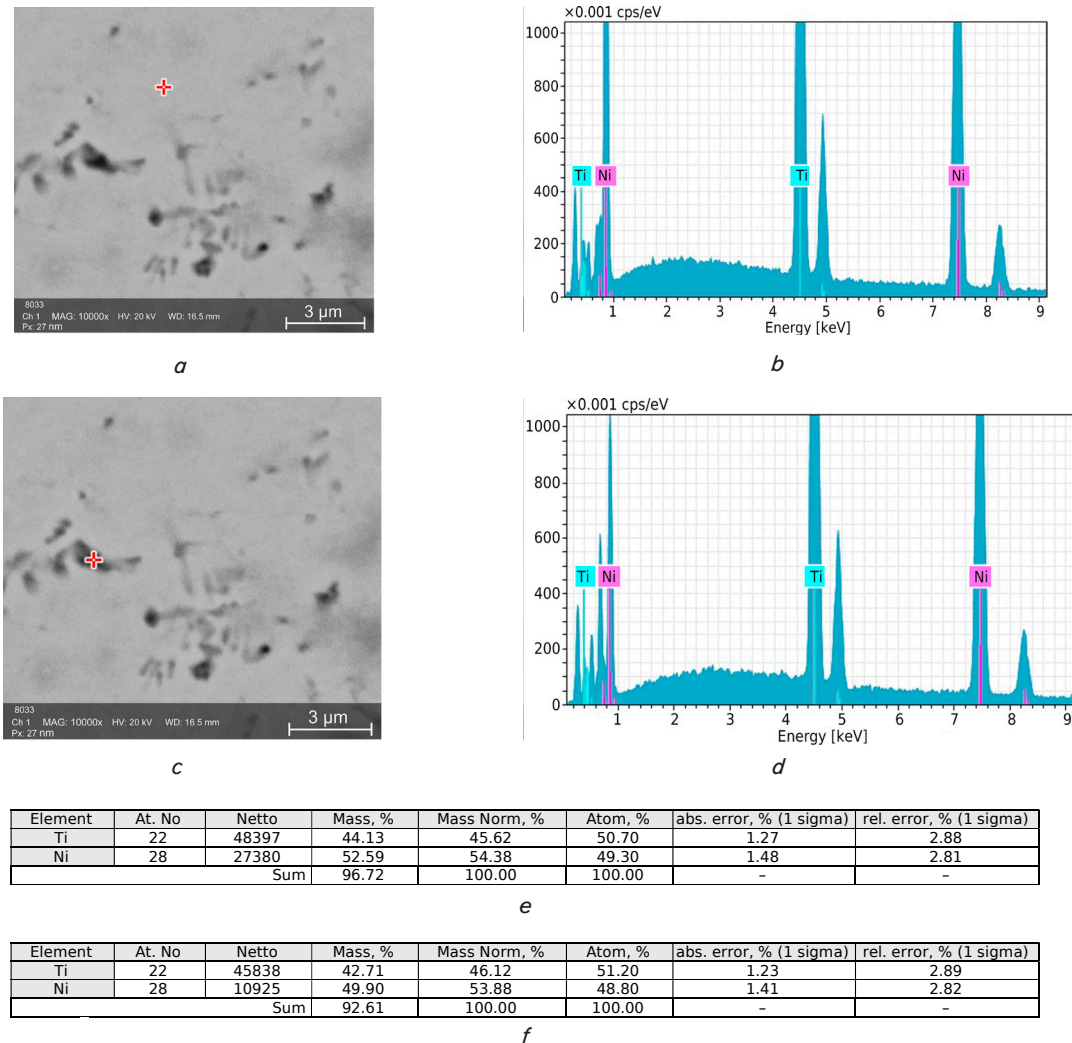 8033
Ch 1 MAG: 10000x HV: 20 kV WD: 16.5 mm
Px: 27 nm
3 µm
a
×0.001 cps/eV
1000
800
600
400
200
0
Ti
Ni
Ti
Ni
1 2 3 4 5 6 7 8 9
Energy [keV]
b
8033
Ch 1 MAG: 10000x HV: 20 kV WD: 16.5 mm
Px: 27 nm
3 µm
c
×0.001 cps/eV
1000
800
600
400
200
0
Ti
Ni
Ti
Ni
1 2 3 4 5 6 7 8 9
Energy [keV]
d
Element At. No Netto Mass, % Mass Norm, % Atom, % abs. error, % (1 sigma) rel. error, % (1 sigma)
Ti 22 48397 44.13 45.62 50.70 1.27 2.88
Ni 28 27380 52.59 54.38 49.30 1.48 2.81
Sum 96.72 100.00 100.00 – –
e
Element At. No Netto Mass, % Mass Norm, % Atom, % abs. error, % (1 sigma) rel. error, % (1 sigma)
Ti 22 45838 42.71 46.12 51.20 1.23 2.89
Ni 28 10925 49.90 53.88 48.80 1.41 2.82
Sum 92.61 100.00 100.00 – –
f